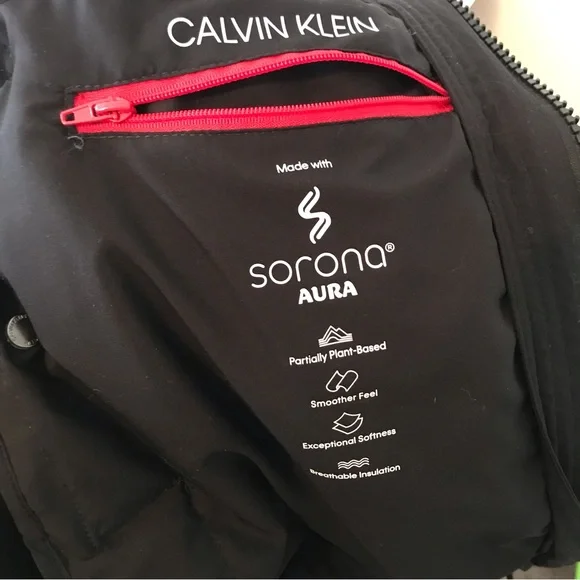 CALVIN KLEIN
Made with
sorona®
AURA
Partially Plant-Based
Smoother Feel
Exceptional Softness
Breathable Insulation